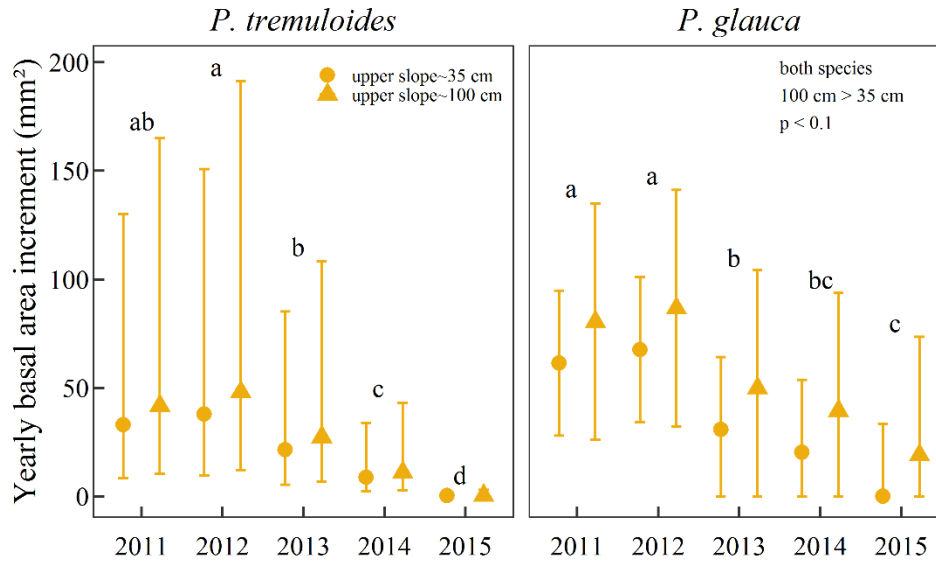 P. tremuloides
P. glauca
Yearly basal area increment (mm²)
200
150
100
50
0
upper slope~35 cm
upper slope~100 cm
ab
a
b
c
d
both species
100 cm > 35 cm
p < 0.1
a
a
b
bc
c
2011 2012 2013 2014 2015
2011 2012 2013 2014 2015